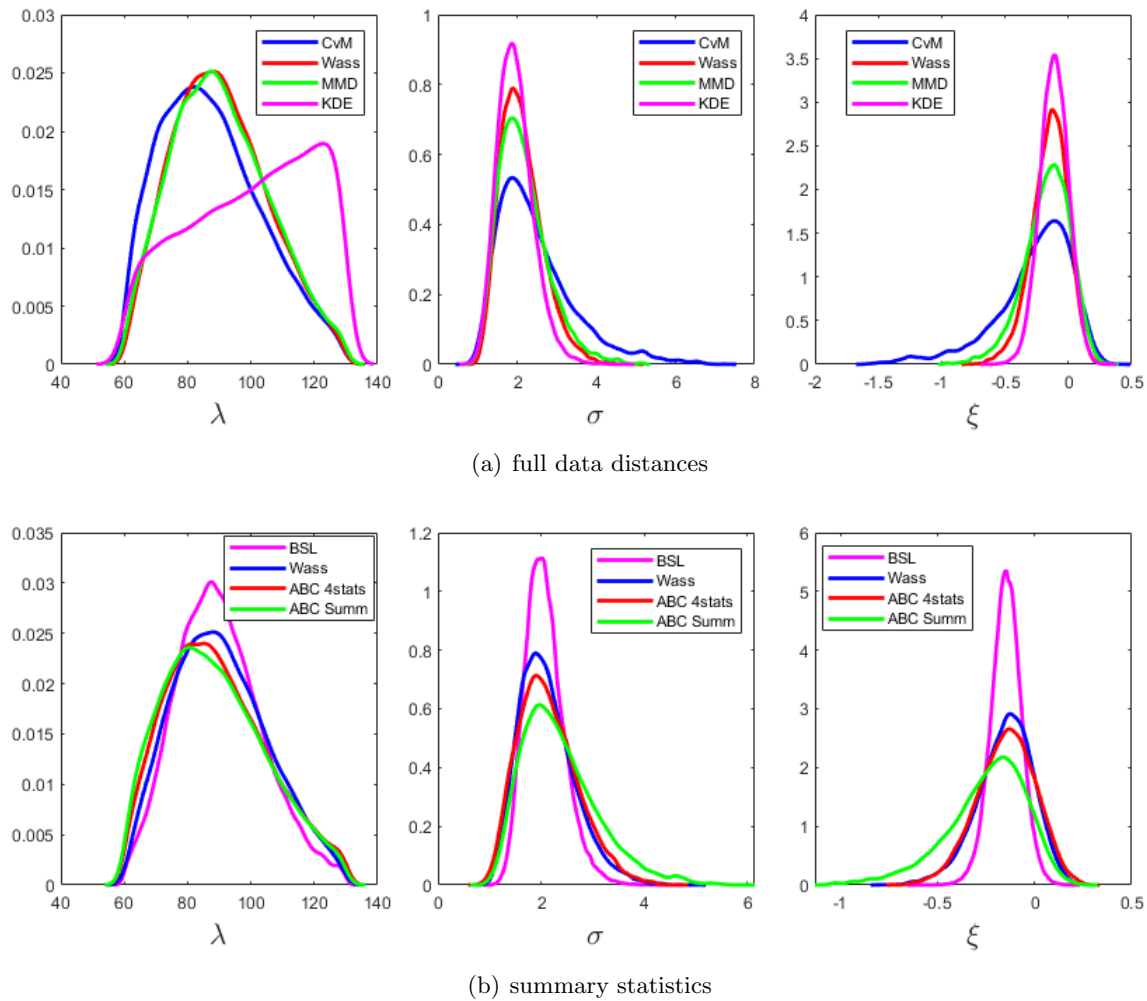 0.03
0.025
0.02
0.015
0.01
0.005
0
40 60 80 100 120 140
λ
CvM
Wass
MMD
KDE
1
0.8
0.6
0.4
0.2
0
0 2 4 6 8
σ
CvM
Wass
MMD
KDE
4
3.5
3
2.5
2
1.5
1
0.5
0
-2 -1.5 -1 -0.5 0 0.5
ξ
CvM
Wass
MMD
KDE
(a) full data distances
0.035
0.03
0.025
0.02
0.015
0.01
0.005
0
40 60 80 100 120 140
λ
BSL
Wass
ABC 4stats
ABC Summ
1.2
1
0.8
0.6
0.4
0.2
0
0 2 4 6
σ
BSL
Wass
ABC 4stats
ABC Summ
6
5
4
3
2
1
0
-1 -0.5 0 0.5
ξ
BSL
Wass
ABC 4stats
ABC Summ
(b) summary statistics